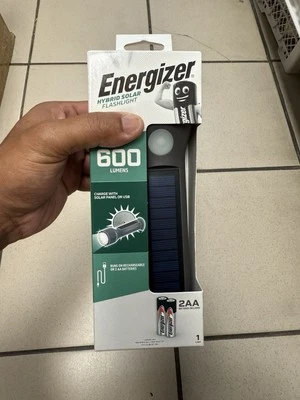 Energizer
HYBRID SOLAR
FLASHLIGHT
600
LUMENS
CHARGE WITH
SOLAR PANEL OR USB
RUNS ON RECHARGEABLE
OR 2 AA BATTERIES
2AA
1